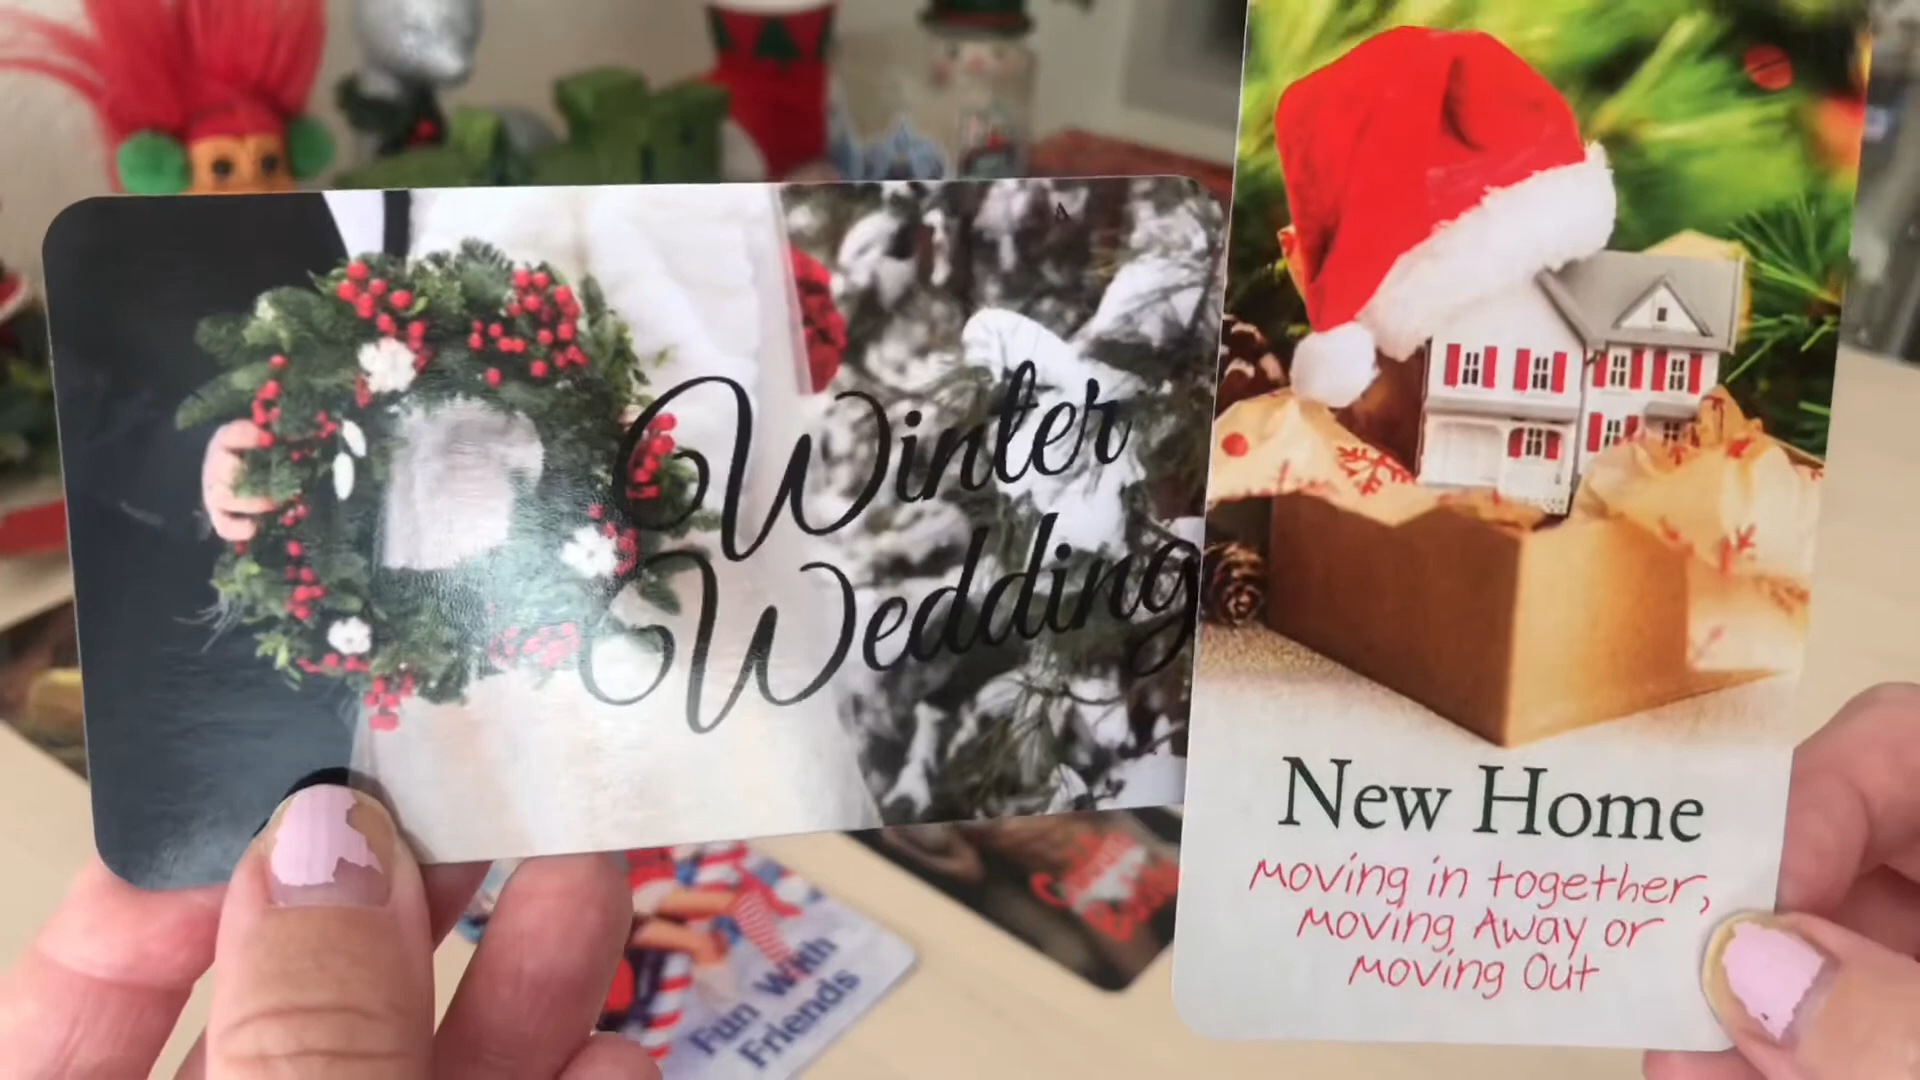 Winter
Wedding
New Home
Moving in together,
Moving Away or
Moving Out
Fun With
Friends